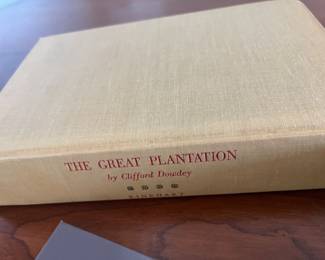 THE GREAT PLANTATION
by Clifford Dowdey
RINEHART